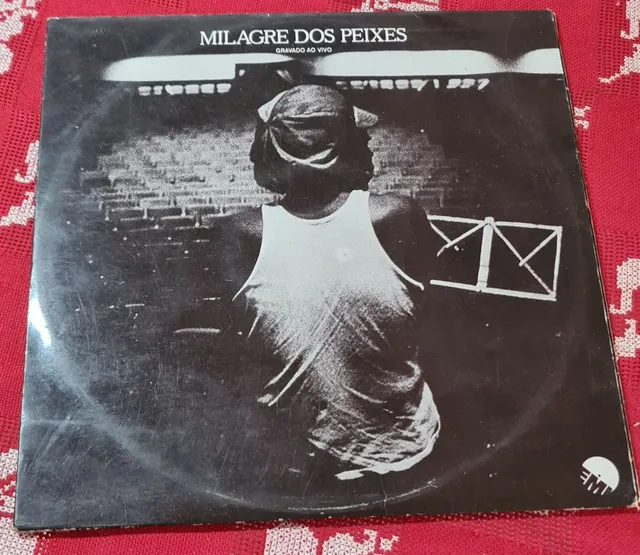 MILAGRE DOS PEIXES
GRAVADO AO VIVO
EMI